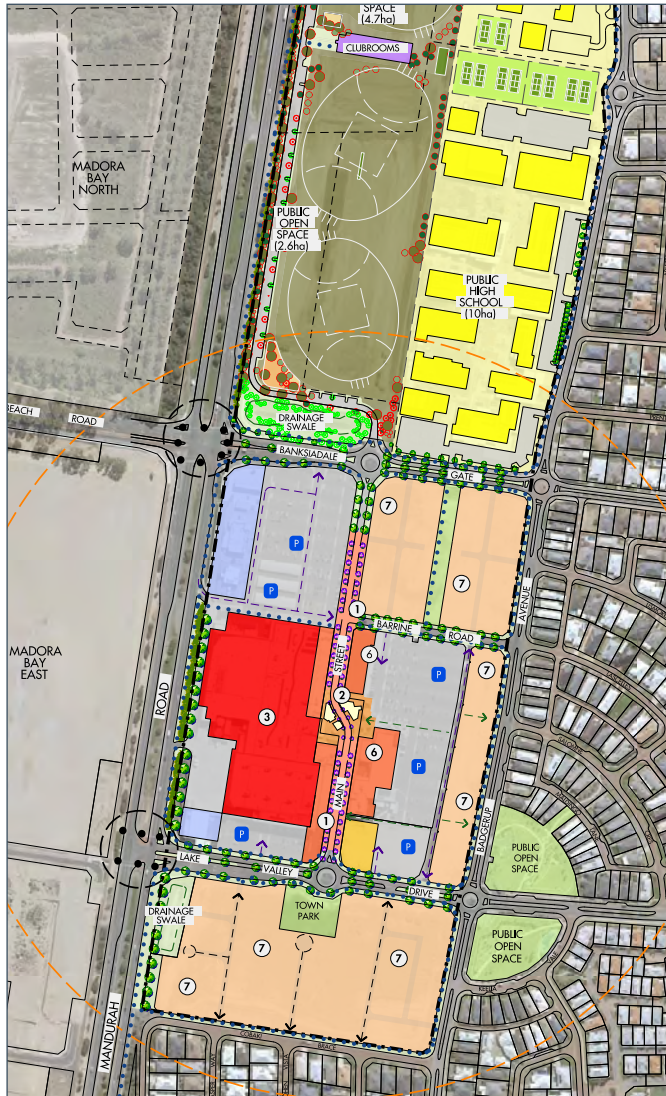 SPACE
(4.7ha)
CLUBROOMS
MADORA
BAY
NORTH
PUBLIC
OPEN
SPACE
(2.6ha)
PUBLIC
HIGH
SCHOOL
(10ha)
BEACH ROAD
DRAINAGE
SWALE
BANKSIADALE
GATE
7
P
7
P
AVENUE
1
BARRINE ROAD
MADORA
BAY
EAST
6
STREET
7
P
ROAD
2
3
6
P
7
MAIN
1
P
BADGERUP
LAKE VALLEY DRIVE
PUBLIC
OPEN
SPACE
TOWN
PARK
DRAINAGE
SWALE
PUBLIC
OPEN
SPACE
7
7
7
KEELJA
MANDURAH
COBAKI
BRACE